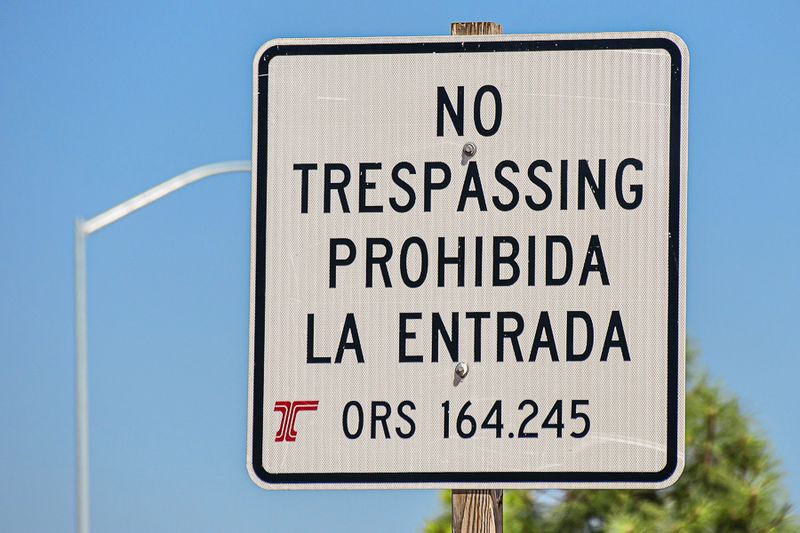 NO
TRESPASSING
PROHIBIDA
LA ENTRADA
ORS 164.245